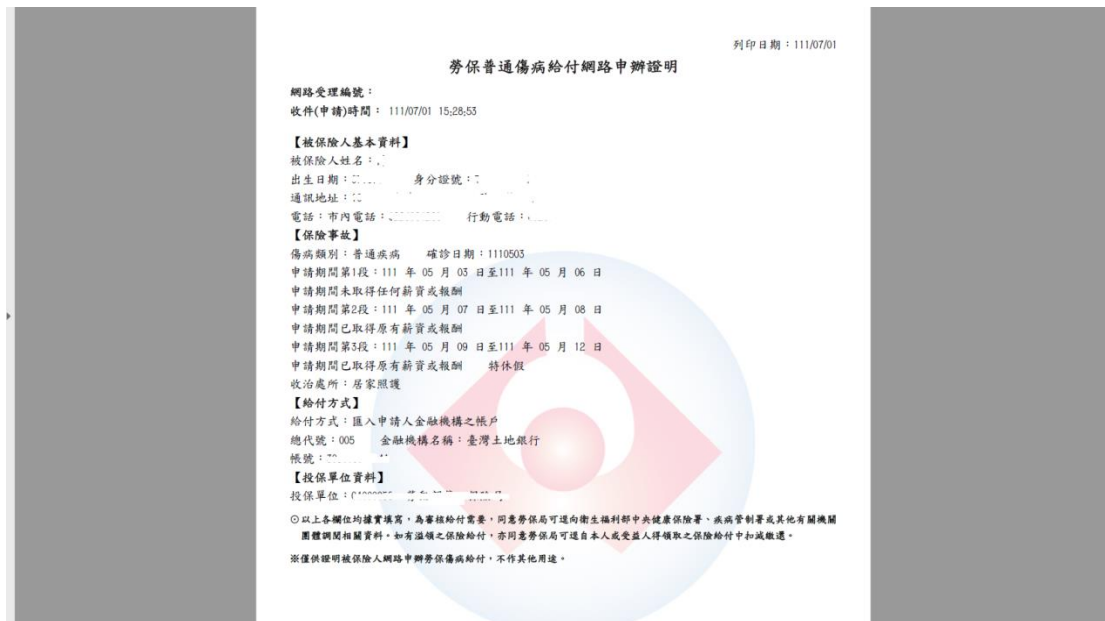 列印日期：111/07/01
勞保普通傷病給付網路申辦證明
網路受理編號：
收件(申請)時間： 111/07/01 15:28:53
【被保險人基本資料】
被保險人姓名：
出生日期： 身分證號：
通訊地址：
電話：市內電話： 行動電話：
【保險事故】
傷病類別：普通疾病 確診日期：1110503
申請期間第1段：111 年 05 月 03 日至111 年 05 月 06 日
申請期間未取得任何薪資或報酬
申請期間第2段：111 年 05 月 07 日至111 年 05 月 08 日
申請期間已取得原有薪資或報酬
申請期間第3段：111 年 05 月 09 日至111 年 05 月 12 日
申請期間已取得原有薪資或報酬 特休假
收治處所：居家照護
【給付方式】
給付方式：匯入申請人金融機構之帳戶
總代號：005 金融機構名稱：臺灣土地銀行
帳號：
【投保單位資料】
投保單位：
⊙以上各欄位均據實填寫，為審核給付需要，同意勞保局可逕向衛生福利部中央健康保險署、疾病管制署或其他有關機關
團體調閱相關資料。如有溢領之保險給付，亦同意勞保局可逕自本人或受益人得領取之保險給付中扣減繳還。
※僅供證明被保險人網路申辦勞保傷病給付，不作其他用途。